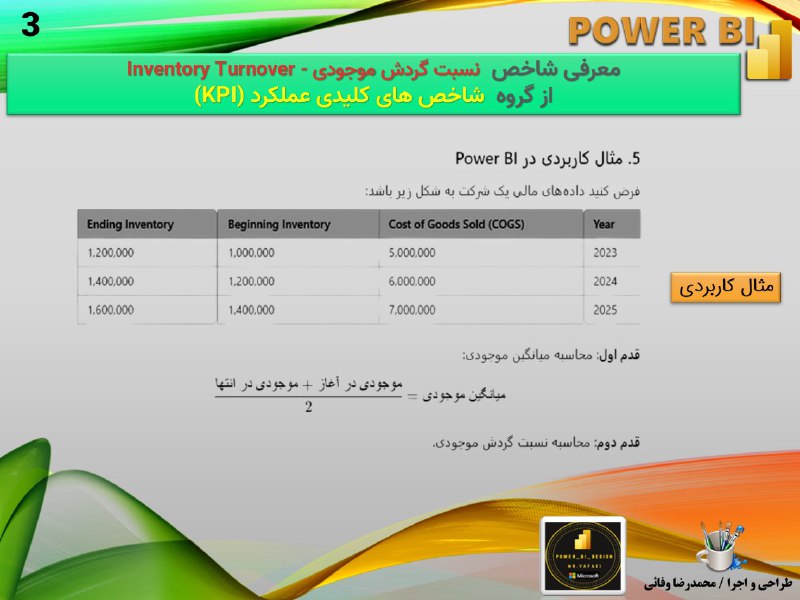 3
POWER BI
معرفی شاخص نسبت گردش موجودی - Inventory Turnover
از گروه شاخص های کلیدی عملکرد (KPI)
5. مثال کاربردی در Power BI
فرض کنید داده‌های مالی یک شرکت به شکل زیر باشد:
Ending Inventory Beginning Inventory Cost of Goods Sold (COGS) Year
1,200,000 1,000,000 5,000,000 2023
1,400,000 1,200,000 6,000,000 2024
1,600,000 1,400,000 7,000,000 2025
مثال کاربردی
قدم اول: محاسبه میانگین موجودی:
میانگین موجودی = موجودی در آغاز + موجودی در انتها
2
قدم دوم: محاسبه نسبت گردش موجودی.
POWER_BI_DESIGN
MR.VAFAEI
Microsoft
طراحی و اجرا / محمدرضا وفائی